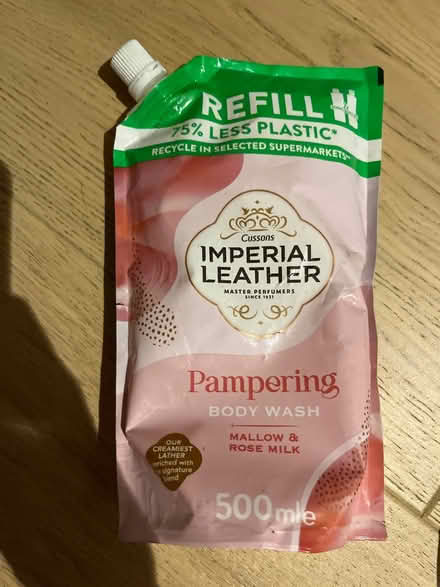 REFILL
75% LESS PLASTIC*
RECYCLE IN SELECTED SUPERMARKETS**
Cussons
IMPERIAL
LEATHER
MASTER PERFUMERS
SINCE 1921
Pampering
BODY WASH
MALLOW &
ROSE MILK
OUR
CREAMIEST
LATHER
enriched with
signature
blend
500mle